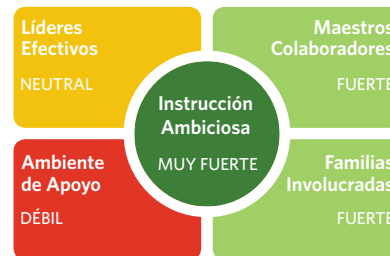 Líderes
Efectivos
NEUTRAL
Maestros
Colaboradores
FUERTE
Instrucción
Ambiciosa
MUY FUERTE
Ambiente
de Apoyo
DÉBIL
Familias
Involucradas
FUERTE